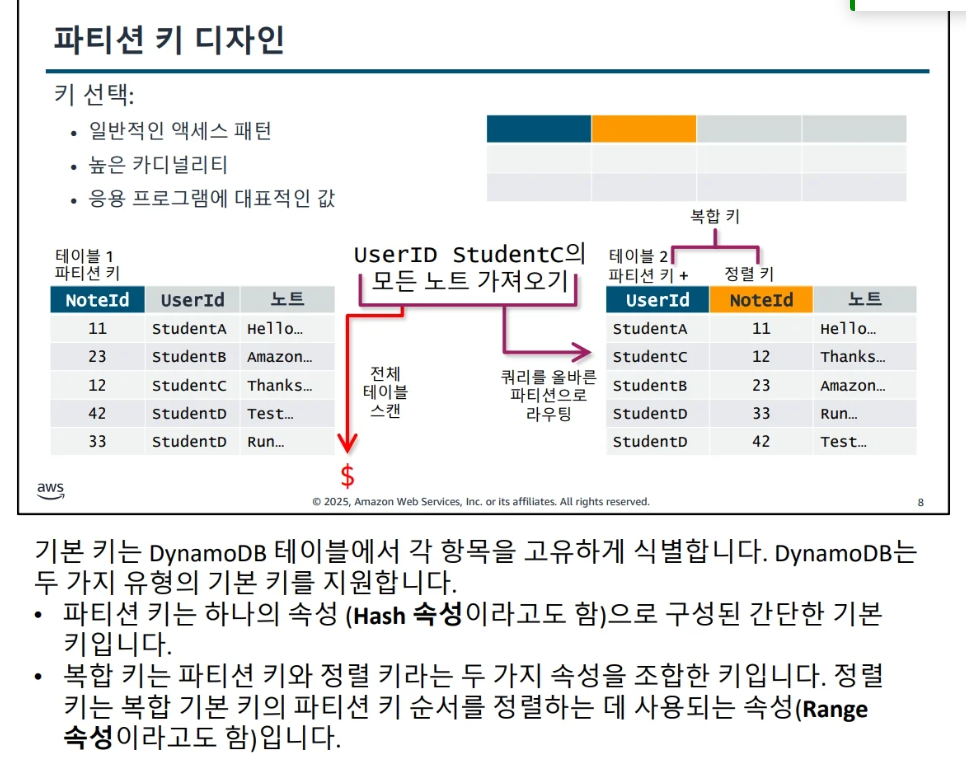 파티션 키 디자인
키 선택:
• 일반적인 액세스 패턴
• 높은 카디널리티
• 응용 프로그램에 대표적인 값
복합 키
테이블 1
파티션 키
NoteId UserId 노트
11 StudentA Hello…
23 StudentB Amazon…
12 StudentC Thanks…
42 StudentD Test…
33 StudentD Run…
UserID StudentC의
모든 노트 가져오기
전체
테이블
스캔
$
쿼리를 올바른
파티션으로
라우팅
테이블 2
파티션 키 + 정렬 키
UserId NoteId 노트
StudentA 11 Hello…
StudentC 12 Thanks…
StudentB 23 Amazon…
StudentD 33 Run…
StudentD 42 Test…
aws
© 2025, Amazon Web Services, Inc. or its affiliates. All rights reserved.
8
기본 키는 DynamoDB 테이블에서 각 항목을 고유하게 식별합니다. DynamoDB는
두 가지 유형의 기본 키를 지원합니다.
• 파티션 키는 하나의 속성 (Hash 속성이라고도 함)으로 구성된 간단한 기본
키입니다.
• 복합 키는 파티션 키와 정렬 키라는 두 가지 속성을 조합한 키입니다. 정렬
키는 복합 기본 키의 파티션 키 순서를 정렬하는 데 사용되는 속성(Range
속성이라고도 함)입니다.